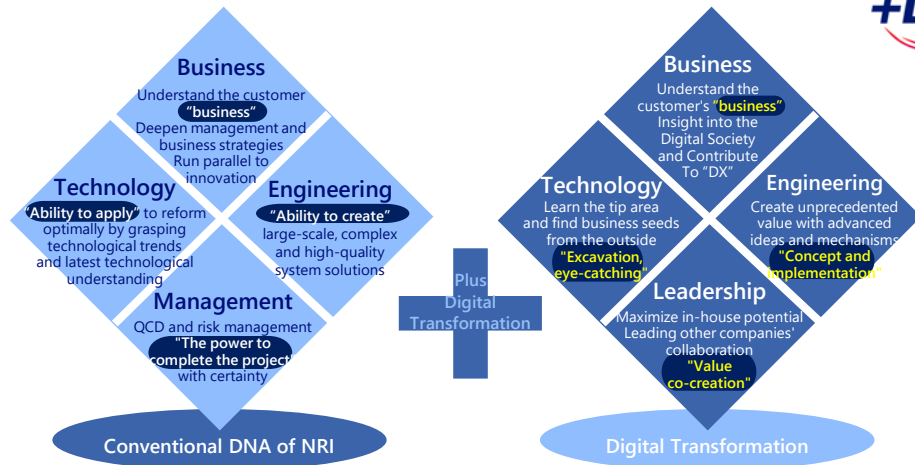 Business
Understand the customer
"business"
Deepen management and
business strategies
Run parallel to
innovation
Technology
"Ability to apply" to reform
optimally by grasping
technological trends
and latest technological
understanding
Engineering
"Ability to create"
large-scale, complex
and high-quality
system solutions
Management
QCD and risk management
"The power to
complete the project"
with certainty
Conventional DNA of NRI
Plus
Digital
Transformation
Business
Understand the
customer's "business"
Insight into the
Digital Society
and Contribute
To "DX"
Technology
Learn the tip area
and find business seeds
from the outside
"Excavation,
eye-catching"
Engineering
Create unprecedented
value with advanced
ideas and mechanisms
"Concept and
implementation"
Leadership
Maximize in-house potential
Leading other companies'
collaboration
"Value
co-creation"
Digital Transformation